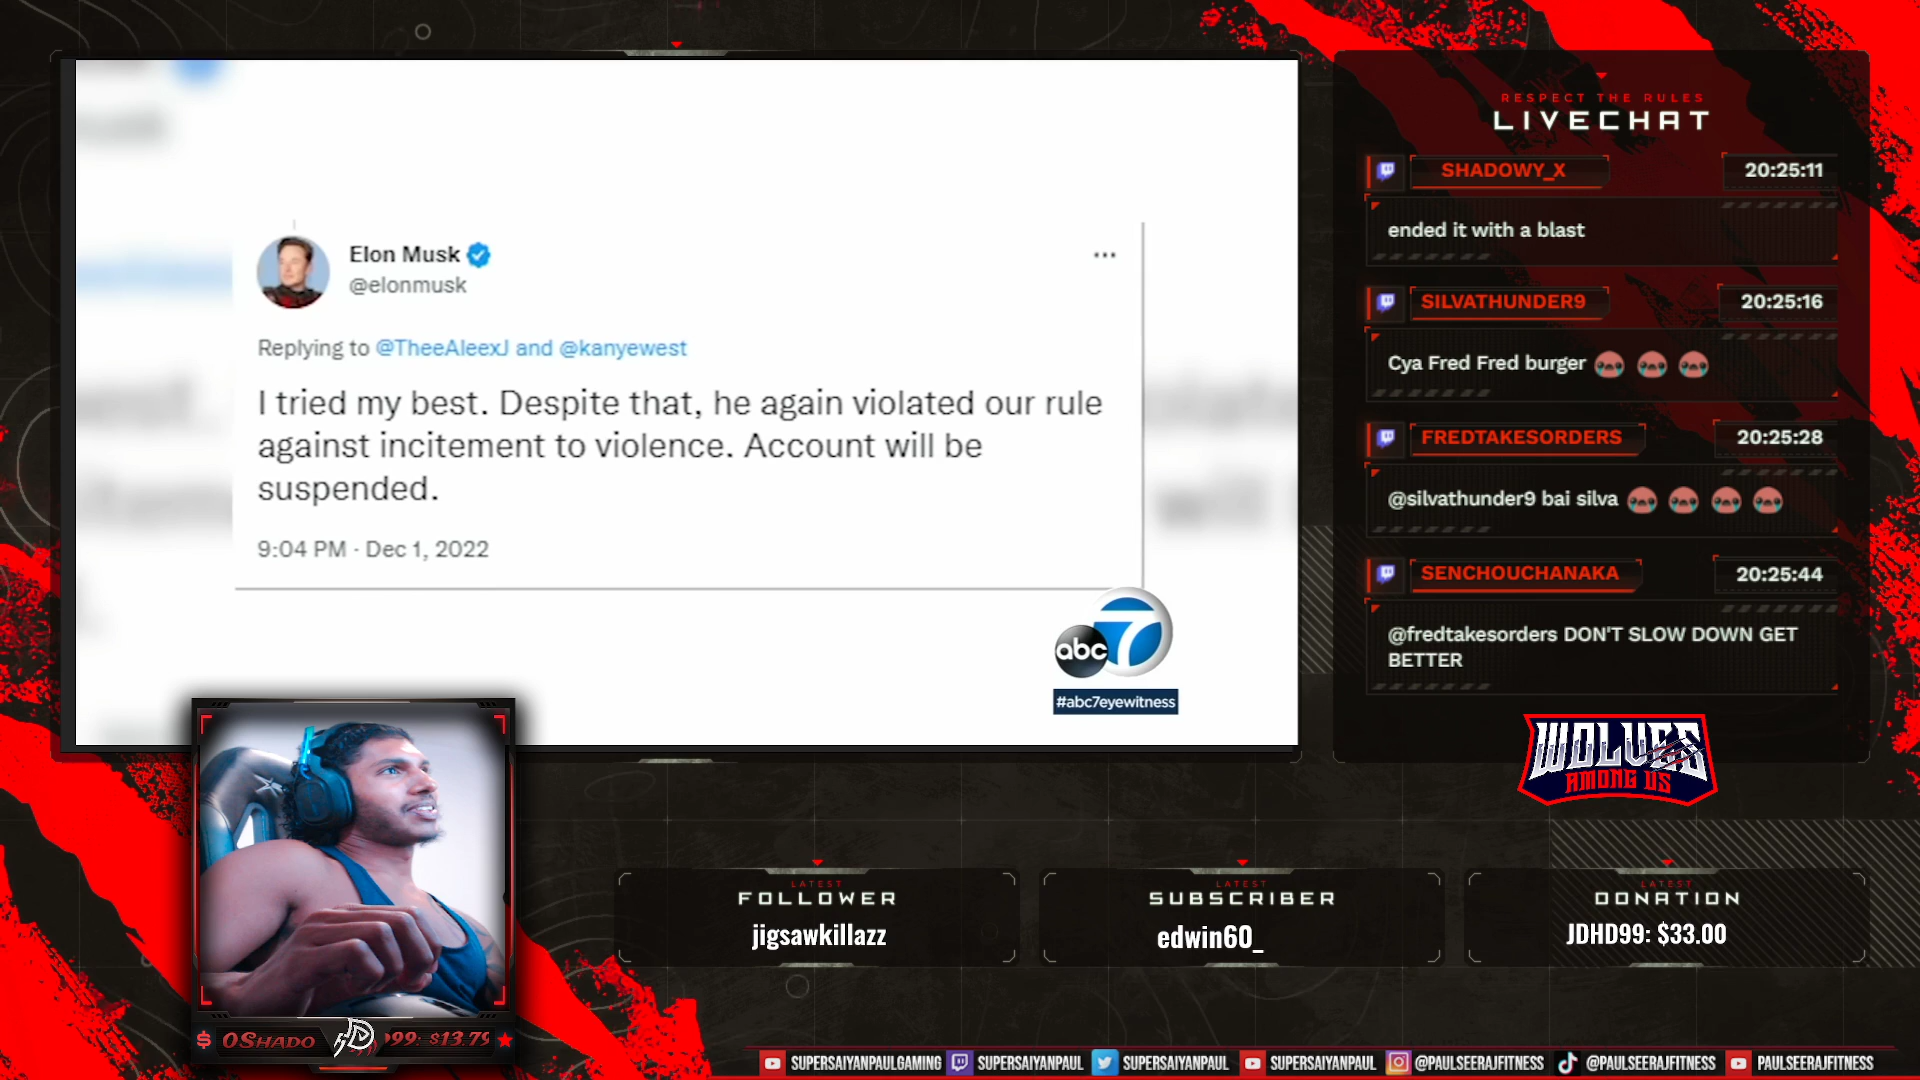 Elon Musk
@elonmusk
Replying to @TheeAleexJ and @kanyewest
I tried my best. Despite that, he again violated our rule
against incitement to violence. Account will be
suspended.
9:04 PM · Dec 1, 2022
abc 7
#abc7eyewitness
RESPECT THE RULES
LIVECHAT
SHADOWY_X
20:25:11
ended it with a blast
SILVATHUNDER9
20:25:16
Cya Fred Fred burger
FREDTAKESORDERS
20:25:28
@silvathunder9 bai silva
SENCHOUCHANAKA
20:25:44
@fredtakesorders DON'T SLOW DOWN GET
BETTER
WOLVES
AMONG US
LATEST
FOLLOWER
jigsawkillazz
LATEST
SUBSCRIBER
edwin60_
LATEST
DONATION
JDHD99: $33.00
$ 0SHADO
99: $13.79
SUPERSAIYANPAULGAMING SUPERSAIYANPAUL SUPERSAIYANPAUL SUPERSAIYANPAUL @PAULSEERAJFITNESS @PAULSEERAJFITNESS PAULSEERAJFITNESS